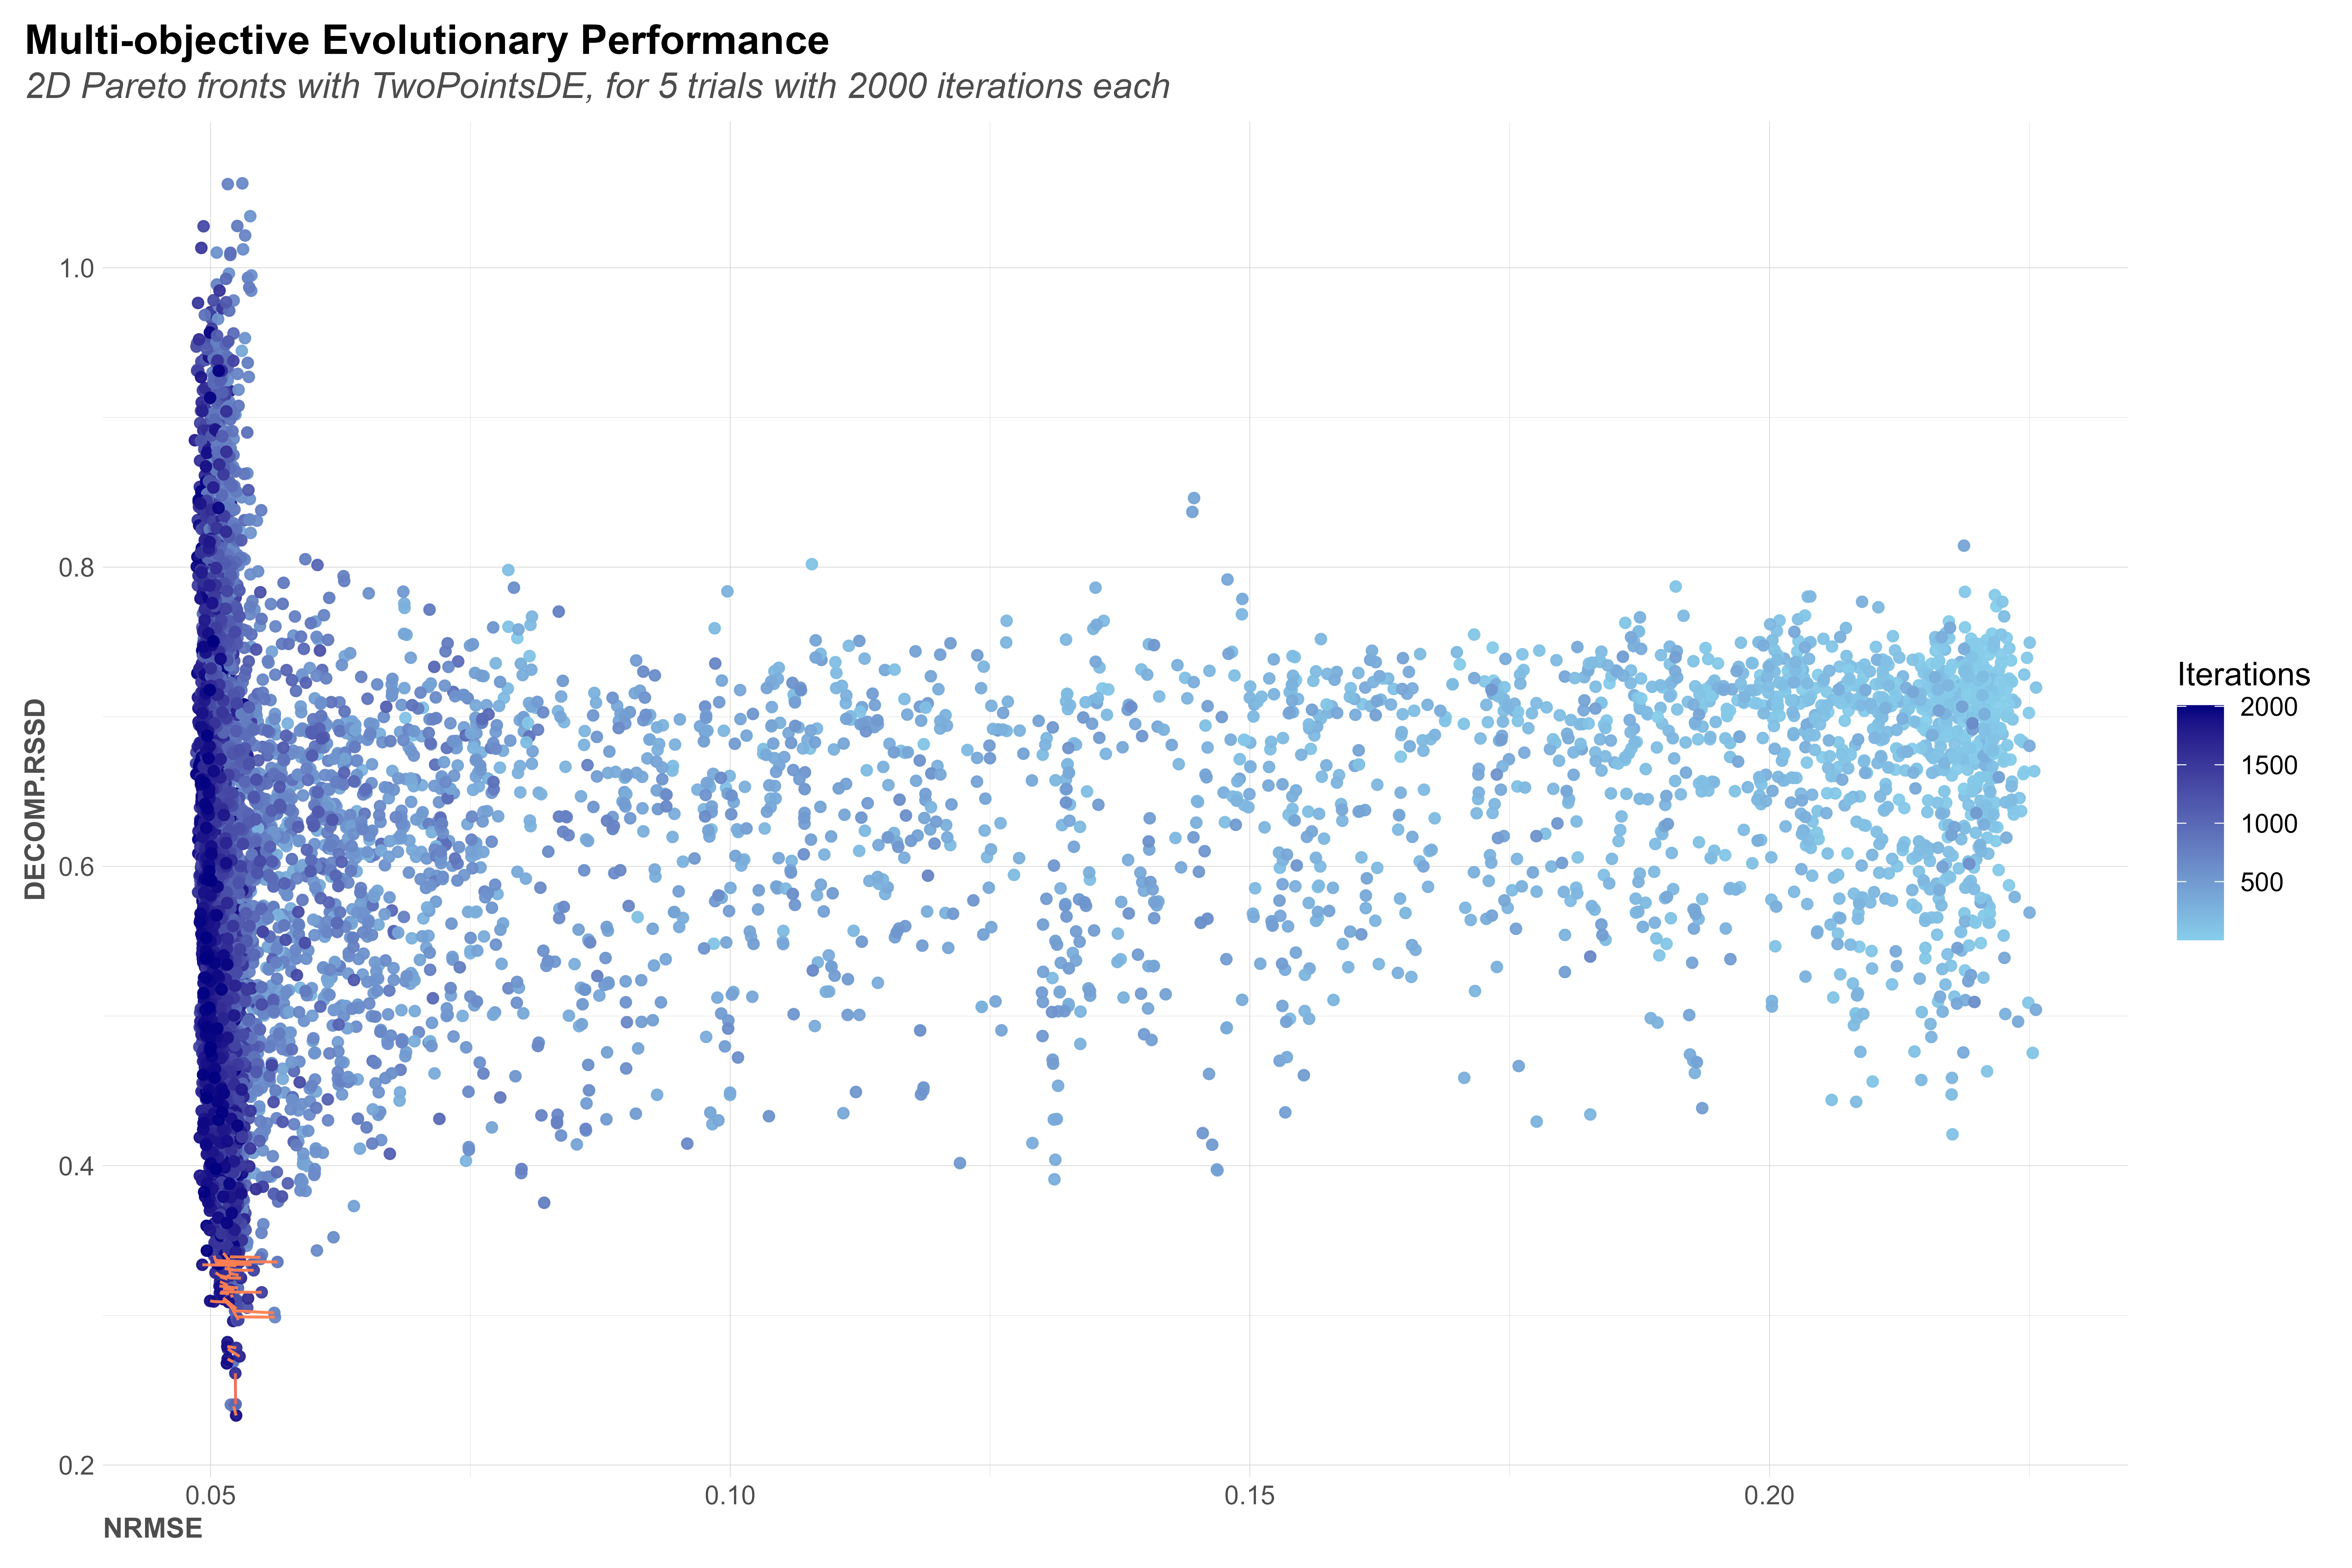 Multi-objective Evolutionary Performance
2D Pareto fronts with TwoPointsDE, for 5 trials with 2000 iterations each
1.0
0.8
0.6
0.4
0.2
DECOMP.RSSD
0.05
0.10
0.15
0.20
NRMSE
Iterations
2000
1500
1000
500